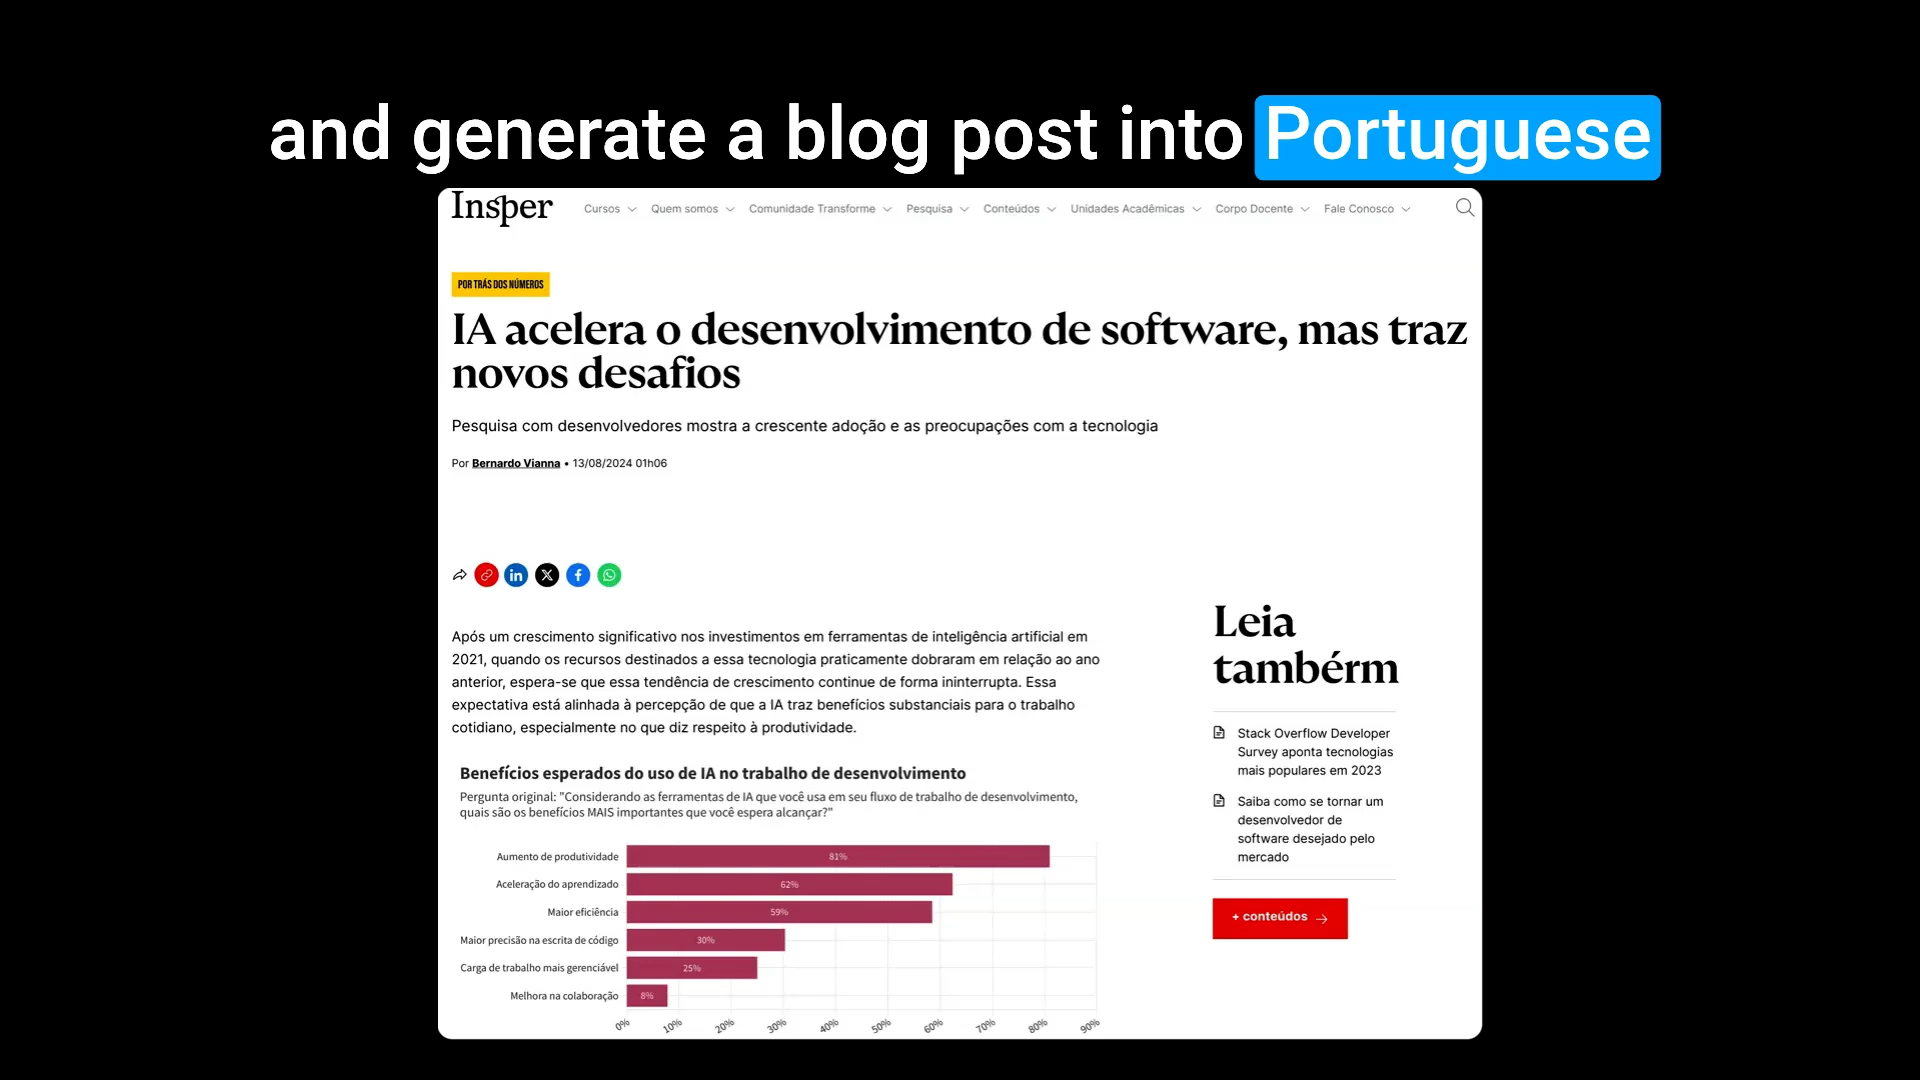 and generate a blog post into Portuguese
Insper
Cursos Quem somos Comunidade Transforme Pesquisa Conteúdos Unidades Acadêmicas Corpo Docente Fale Conosco
POR TRÁS DOS NÚMEROS
IA acelera o desenvolvimento de software, mas traz
novos desafios
Pesquisa com desenvolvedores mostra a crescente adoção e as preocupações com a tecnologia
Por Bernardo Vianna • 13/08/2024 01h06
Após um crescimento significativo nos investimentos em ferramentas de inteligência artificial em
2021, quando os recursos destinados a essa tecnologia praticamente dobraram em relação ao ano
anterior, espera-se que essa tendência de crescimento continue de forma ininterrupta. Essa
expectativa está alinhada à percepção de que a IA traz benefícios substanciais para o trabalho
cotidiano, especialmente no que diz respeito à produtividade.
Benefícios esperados do uso de IA no trabalho de desenvolvimento
Pergunta original: "Considerando as ferramentas de IA que você usa em seu fluxo de trabalho de desenvolvimento,
quais são os benefícios MAIS importantes que você espera alcançar?"
Aumento de produtividade 81%
Aceleração do aprendizado 62%
Maior eficiência 59%
Maior precisão na escrita de código 30%
Carga de trabalho mais gerenciável 25%
Melhora na colaboração 8%
0% 10% 20% 30% 40% 50% 60% 70% 80% 90%
Leia
tambérm
Stack Overflow Developer
Survey aponta tecnologias
mais populares em 2023
Saiba como se tornar um
desenvolvedor de
software desejado pelo
mercado
+ conteúdos